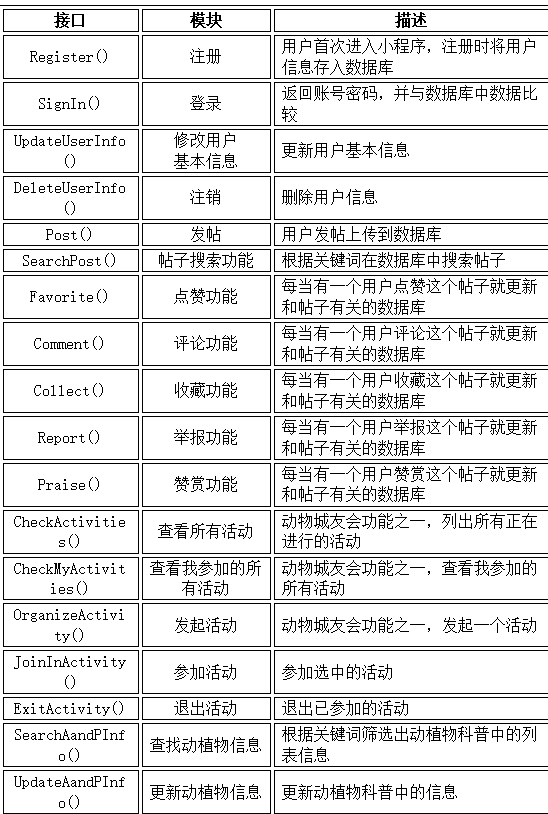 接口 模块 描述
Register() 注册 用户首次进入小程序，注册时将用户
信息存入数据库
SignIn() 登录 返回账号密码，并与数据库中数据比
较
UpdateUserInfo 修改用户 更新用户基本信息
() 基本信息
DeleteUserInfo 注销 删除用户信息
()
Post() 发帖 用户发帖上传到数据库
SearchPost() 帖子搜索功能 根据关键词在数据库中搜索帖子
Favorite() 点赞功能 每当有一个用户点赞这个帖子就更新
和帖子有关的数据库
Comment() 评论功能 每当有一个用户评论这个帖子就更新
和帖子有关的数据库
Collect() 收藏功能 每当有一个用户收藏这个帖子就更新
和帖子有关的数据库
Report() 举报功能 每当有一个用户举报这个帖子就更新
和帖子有关的数据库
Praise() 赞赏功能 每当有一个用户赞赏这个帖子就更新
和帖子有关的数据库
CheckActivitie 查看所有活动 动物城友会功能之一，列出所有正在
s() 进行的活动
CheckMyActivit 查看我参加的所 动物城友会功能之一，查看我参加的
ies() 有活动 所有活动
OrganizeActivi 发起活动 动物城友会功能之一，发起一个活动
ty()
JoinInActivity 参加活动 参加选中的活动
()
ExitActivity() 退出活动 退出已参加的活动
SearchAandPInf 查找动植物信息 根据关键词筛选出动植物科普中的列
o() 表信息
UpdateAandPInf 更新动植物信息 更新动植物科普中的信息
o()